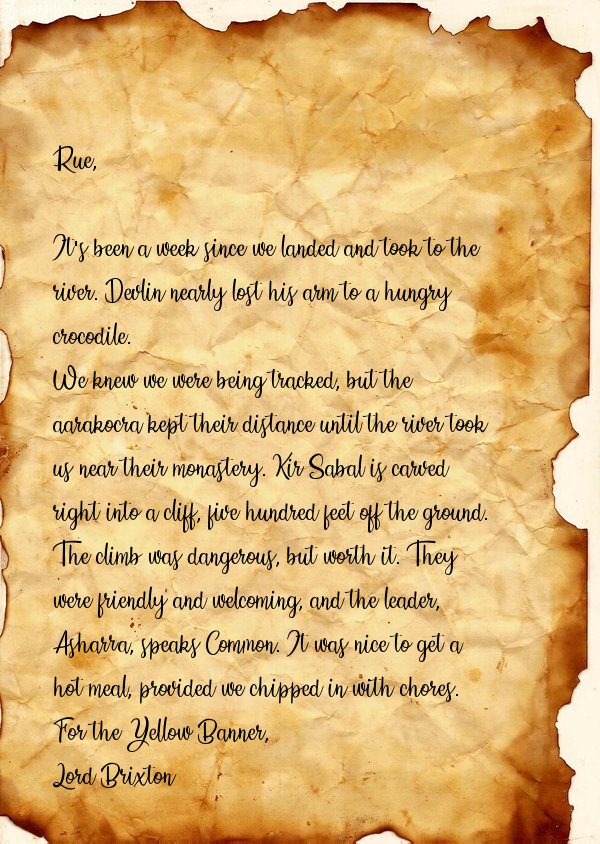 Rue,
It's been a week since we landed and took to the
river. Devlin nearly lost his arm to a hungry
crocodile.
We knew we were being tracked, but the
aarakocra kept their distance until the river took
us near their monastery. Kir Sabal is carved
right into a cliff, five hundred feet off the ground.
The climb was dangerous, but worth it. They
were friendly and welcoming, and the leader,
Asharra, speaks Common. It was nice to get a
hot meal, provided we chipped in with chores.
For the Yellow Banner,
Lord Brixton